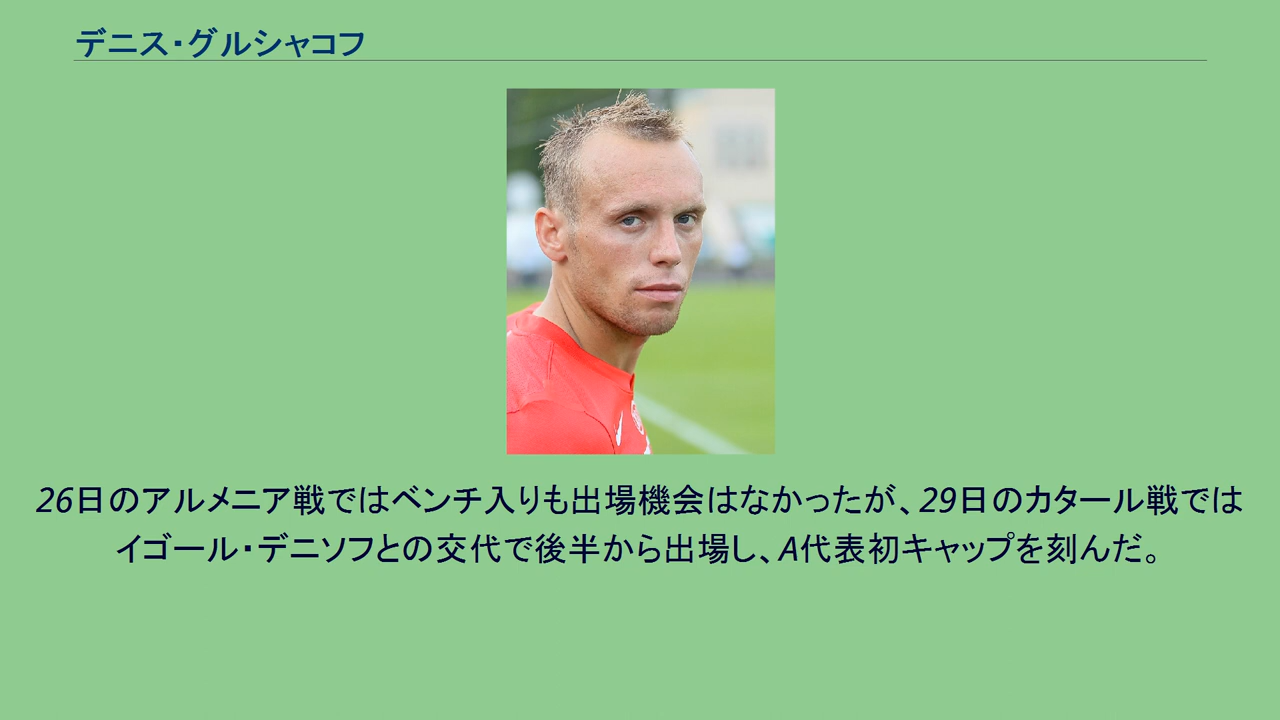 デニス・グルシャコフ
26日のアルメニア戦ではベンチ入りも出場機会はなかったが、29日のカタール戦では
イゴール・デニソフとの交代で後半から出場し、A代表初キャップを刻んだ。